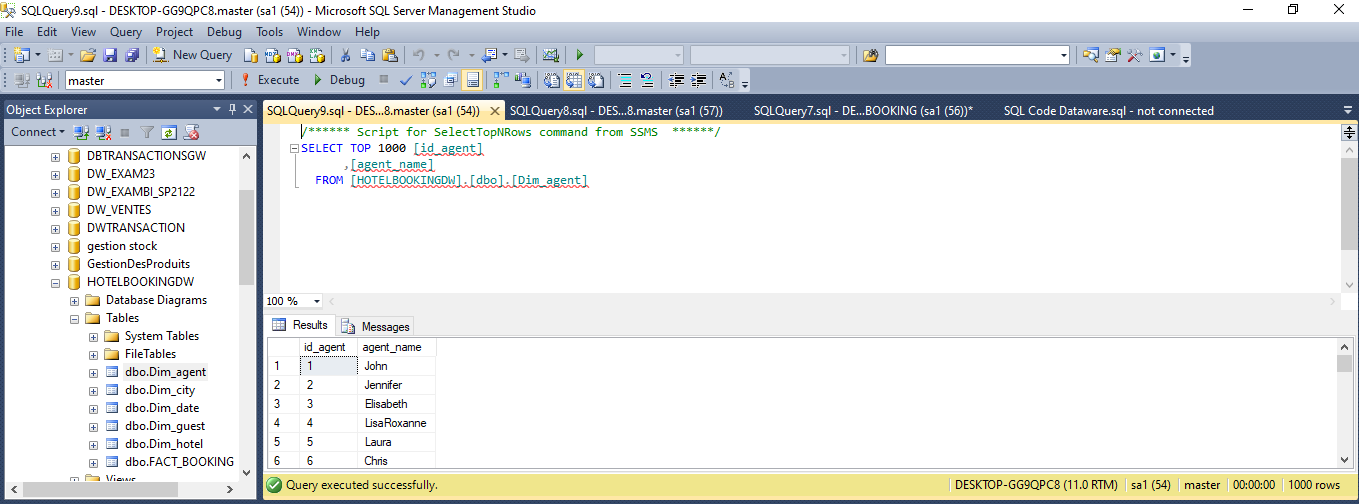 SQLQuery9.sql - DESKTOP-GG9QPC8.master (sa1 (54)) - Microsoft SQL Server Management Studio
File Edit View Query Project Debug Tools Window Help
New Query
master Execute Debug
Object Explorer
Connect
DBTRANSACTIONSGW
DW_EXAM23
DW_EXAMBI_SP2122
DW_VENTES
DWTRANSACTION
gestion stock
GestionDesProduits
HOTELBOOKINGDW
Database Diagrams
Tables
System Tables
FileTables
dbo.Dim_agent
dbo.Dim_city
dbo.Dim_date
dbo.Dim_guest
dbo.Dim_hotel
dbo.FACT_BOOKING
Views
SQLQuery9.sql - DES...8.master (sa1 (54)) SQLQuery8.sql - DES...8.master (sa1 (57)) SQLQuery7.sql - DE...BOOKING (sa1 (56))* SQL Code Dataware.sql - not connected
/****** Script for SelectTopNRows command from SSMS ******/
SELECT TOP 1000 [id_agent]
,[agent_name]
FROM [HOTELBOOKINGDW].[dbo].[Dim_agent]
100 %
Results Messages
id_agent agent_name
1 1 John
2 2 Jennifer
3 3 Elisabeth
4 4 LisaRoxanne
5 5 Laura
6 6 Chris
Query executed successfully. DESKTOP-GG9QPC8 (11.0 RTM) sa1 (54) master 00:00:00 1000 rows